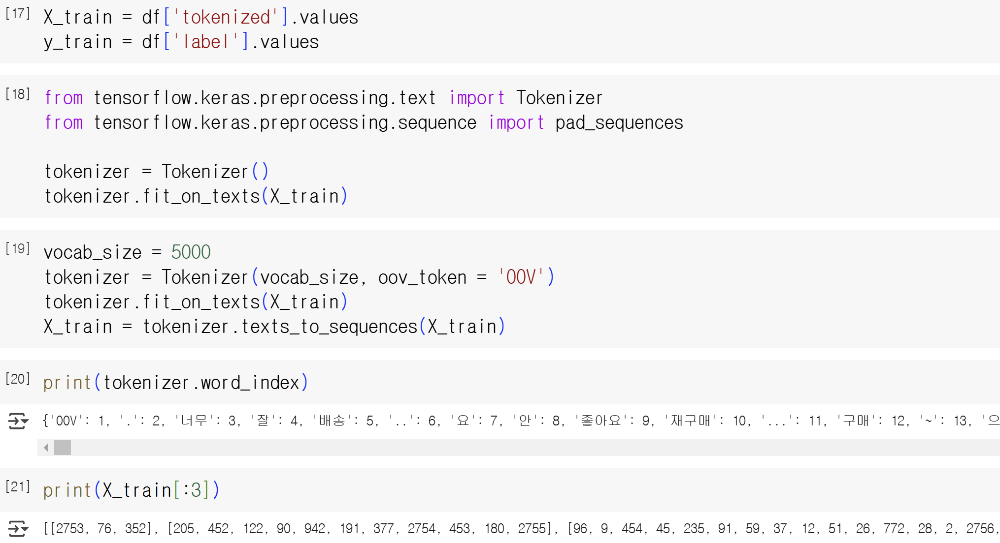 [17] X_train = df['tokenized'].values
y_train = df['label'].values
[18] from tensorflow.keras.preprocessing.text import Tokenizer
from tensorflow.keras.preprocessing.sequence import pad_sequences
tokenizer = Tokenizer()
tokenizer.fit_on_texts(X_train)
[19] vocab_size = 5000
tokenizer = Tokenizer(vocab_size, oov_token = 'OOV')
tokenizer.fit_on_texts(X_train)
X_train = tokenizer.texts_to_sequences(X_train)
[20] print(tokenizer.word_index)
{'OOV': 1, '.': 2, '너무': 3, '잘': 4, '배송': 5, '..': 6, '요': 7, '안': 8, '좋아요': 9, '재구매': 10, '...': 11, '구매': 12, '~': 13, '으
[21] print(X_train[:3])
[[2753, 76, 352], [205, 452, 122, 90, 942, 191, 377, 2754, 453, 180, 2755], [96, 9, 454, 45, 235, 91, 59, 37, 12, 51, 26, 772, 28, 2, 2756,